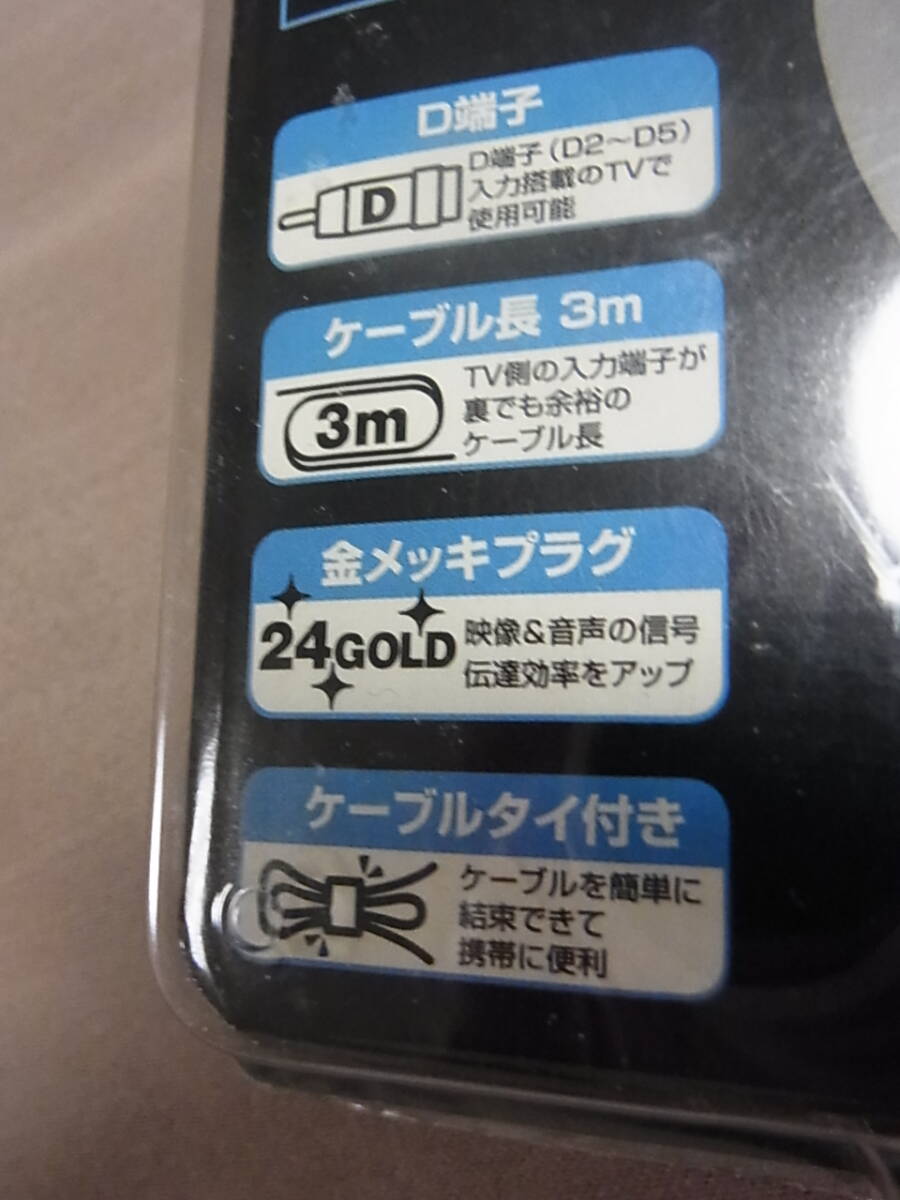 D端子
D
D端子(D2～D5)
入力搭載のTVで
使用可能
ケーブル長 3m
3m
TV側の入力端子が
裏でも余裕の
ケーブル長
金メッキプラグ
24GOLD
映像&音声の信号
伝達効率をアップ
ケーブルタイ付き
ケーブルを簡単に
結束できて
携帯に便利